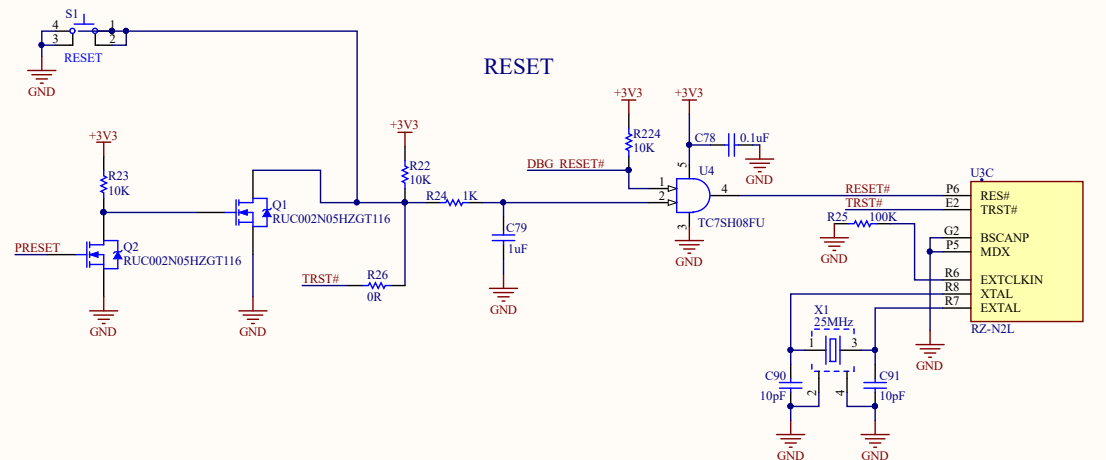 S1
4
1
3
2
RESET
GND
RESET
+3V3
R23
10K
PRESET
Q2
RUC002N05HZGT116
GND
Q1
RUC002N05HZGT116
GND
+3V3
R22
10K
R24
1K
TRST#
R26
0R
C79
1uF
GND
+3V3
R224
10K
DBG_RESET#
+3V3
C78
0.1uF
GND
5
U4
1
2
4
3
TC7SH08FU
GND
RESET#
TRST#
R25
100K
GND
U3C
P6
RES#
E2
TRST#
G2
BSCANP
P5
MDX
R6
EXTCLKIN
R8
XTAL
R7
EXTAL
RZ-N2L
GND
X1
25MHz
1
3
2
4
C90
10pF
C91
10pF
GND
GND